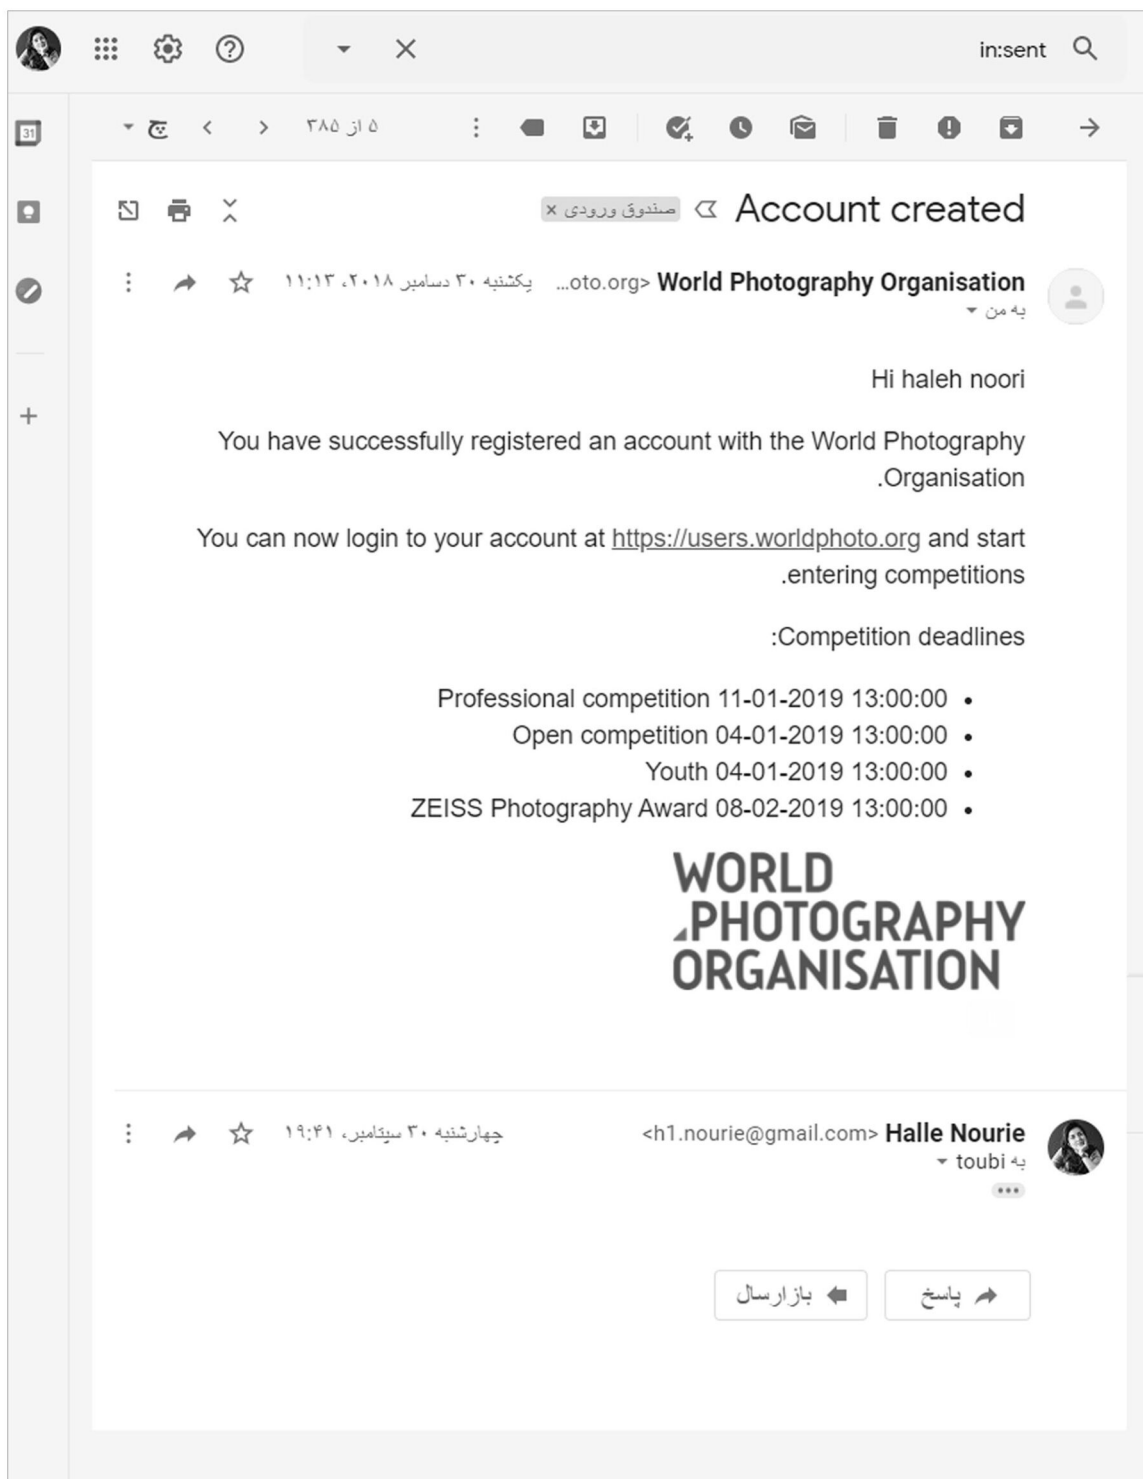 in:sent
۵ از ۳۸۵
31
Account created صندوق ورودی ×
World Photography Organisation <oto.org... یکشنبه ۳۰ دسامبر ۲۰۱۸،‏ ۱۱:۱۳
به من
Hi haleh noori
You have successfully registered an account with the World Photography
Organisation.
You can now login to your account at https://users.worldphoto.org and start
entering competitions.
Competition deadlines:
• Professional competition 11-01-2019 13:00:00
• Open competition 04-01-2019 13:00:00
• Youth 04-01-2019 13:00:00
• ZEISS Photography Award 08-02-2019 13:00:00
WORLD
PHOTOGRAPHY
ORGANISATION
Halle Nourie <h1.nourie@gmail.com> چهارشنبه ۳۰ سپتامبر،‏ ۱۹:۴۱
به toubi
پاسخ
بازارسال